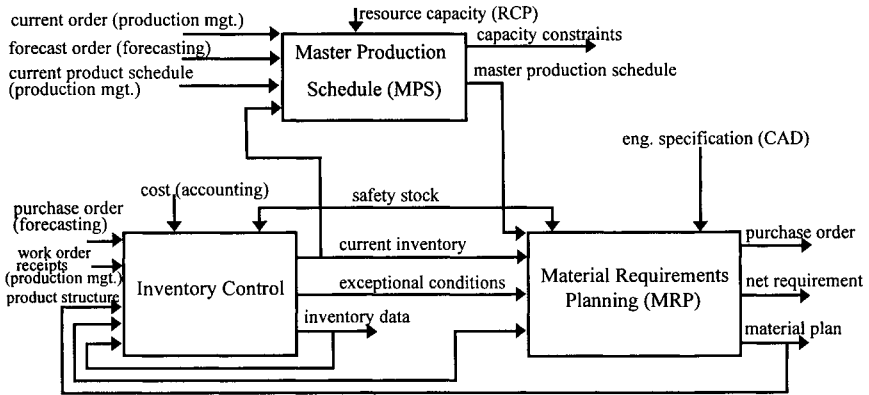 resource capacity (RCP)
current order (production mgt.)
forecast order (forecasting)
current product schedule
(production mgt.)
Master Production
Schedule (MPS)
capacity constraints
master production schedule
eng. specification (CAD)
cost (accounting)
safety stock
purchase order
(forecasting)
work order
receipts
(production mgt.)
product structure
Inventory Control
current inventory
exceptional conditions
inventory data
Material Requirements
Planning (MRP)
purchase order
net requirement
material plan